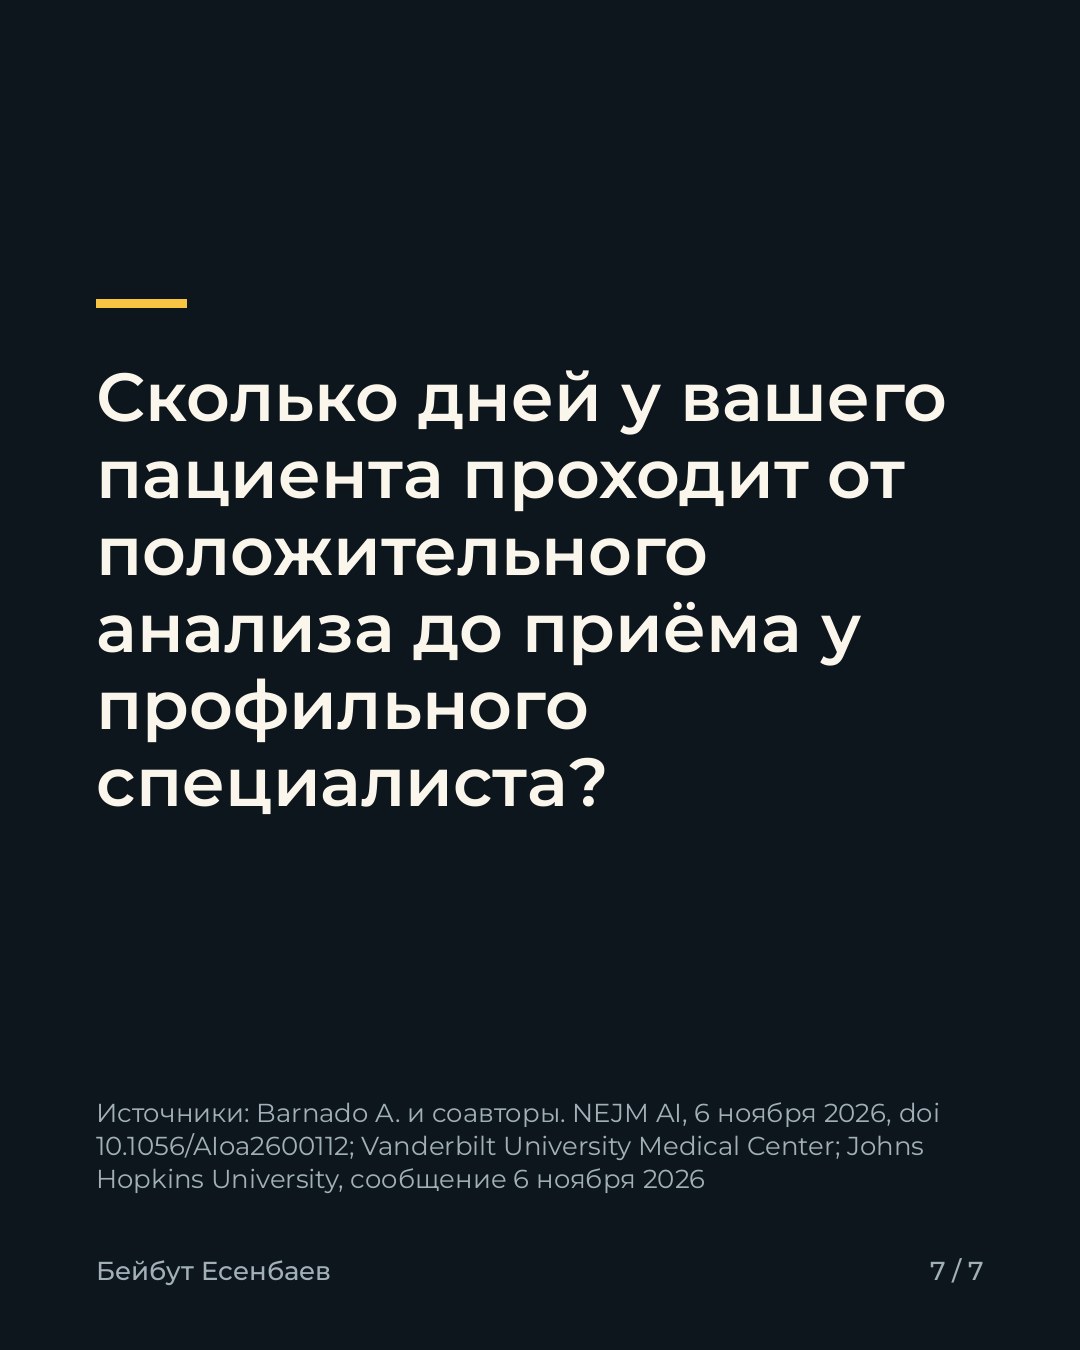 Сколько дней у вашего
пациента проходит от
положительного
анализа до приёма у
профильного
специалиста?
Источники: Barnado A. и соавторы. NEJM AI, 6 ноября 2026, doi
10.1056/AIoa2600112; Vanderbilt University Medical Center; Johns
Hopkins University, сообщение 6 ноября 2026
Бейбут Есенбаев
7 / 7